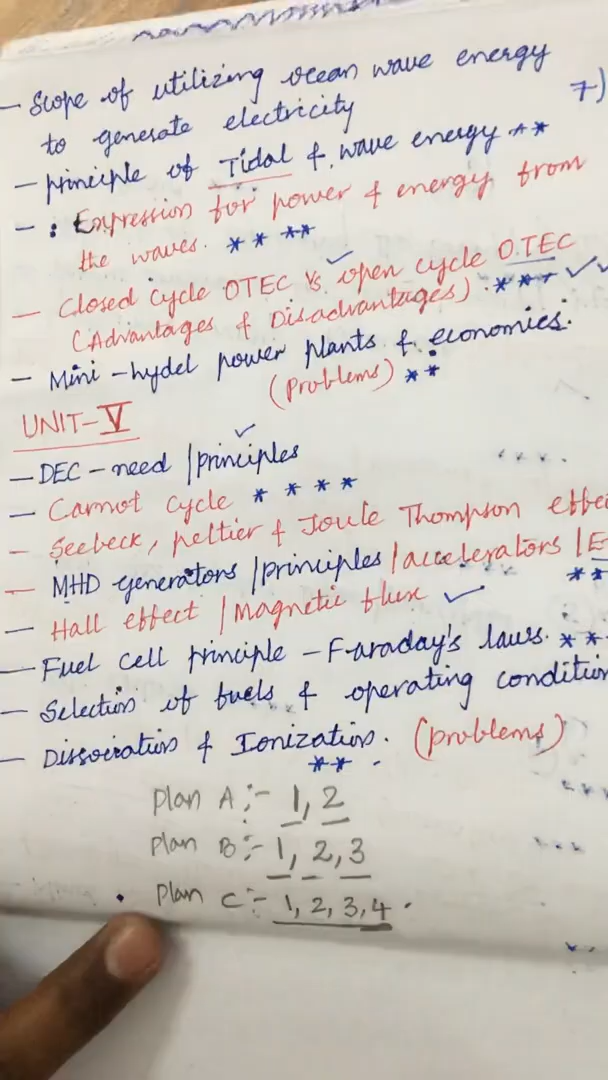 - Scope of utilizing ocean wave energy
to generate electricity
7)
- principle of Tidal & wave energy **
- : Expression for power & energy from
the waves. ** **
- Closed cycle OTEC Vs. open cycle OTEC
(Advantages & Disadvantages). ***
- Mini-hydel power plants & economies.
(problems) **
UNIT-V
- DEC - need / principles
- Carnot cycle * * * *
- Seebeck, peltier & Joule Thompson effec
- MHD generators / principles / accelerators / E
**
- Hall effect / Magnetic flux
- Fuel cell principle - Faraday's laws. **
- Selection of fuels & operating condition
- Dissociation & Ionization. (problems)
**
plan A :- 1, 2
plan B :- 1, 2, 3
plan C :- 1, 2, 3, 4.